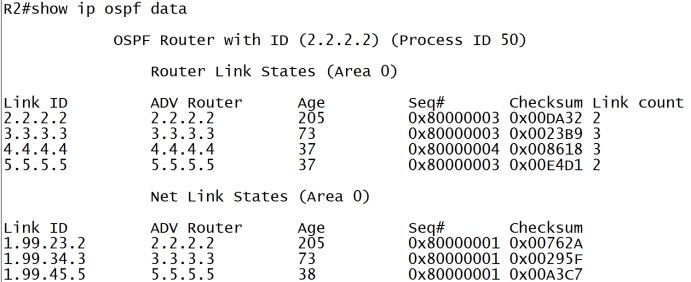 R2#show ip ospf data
OSPF Router with ID (2.2.2.2) (Process ID 50)
Router Link States (Area 0)
Link ID ADV Router Age Seq# Checksum Link count
2.2.2.2 2.2.2.2 205 0x80000003 0x00DA32 2
3.3.3.3 3.3.3.3 73 0x80000003 0x0023B9 3
4.4.4.4 4.4.4.4 37 0x80000004 0x008618 3
5.5.5.5 5.5.5.5 37 0x80000003 0x00E4D1 2
Net Link States (Area 0)
Link ID ADV Router Age Seq# Checksum
1.99.23.2 2.2.2.2 205 0x80000001 0x00762A
1.99.34.3 3.3.3.3 73 0x80000001 0x00295F
1.99.45.5 5.5.5.5 38 0x80000001 0x00A3C7